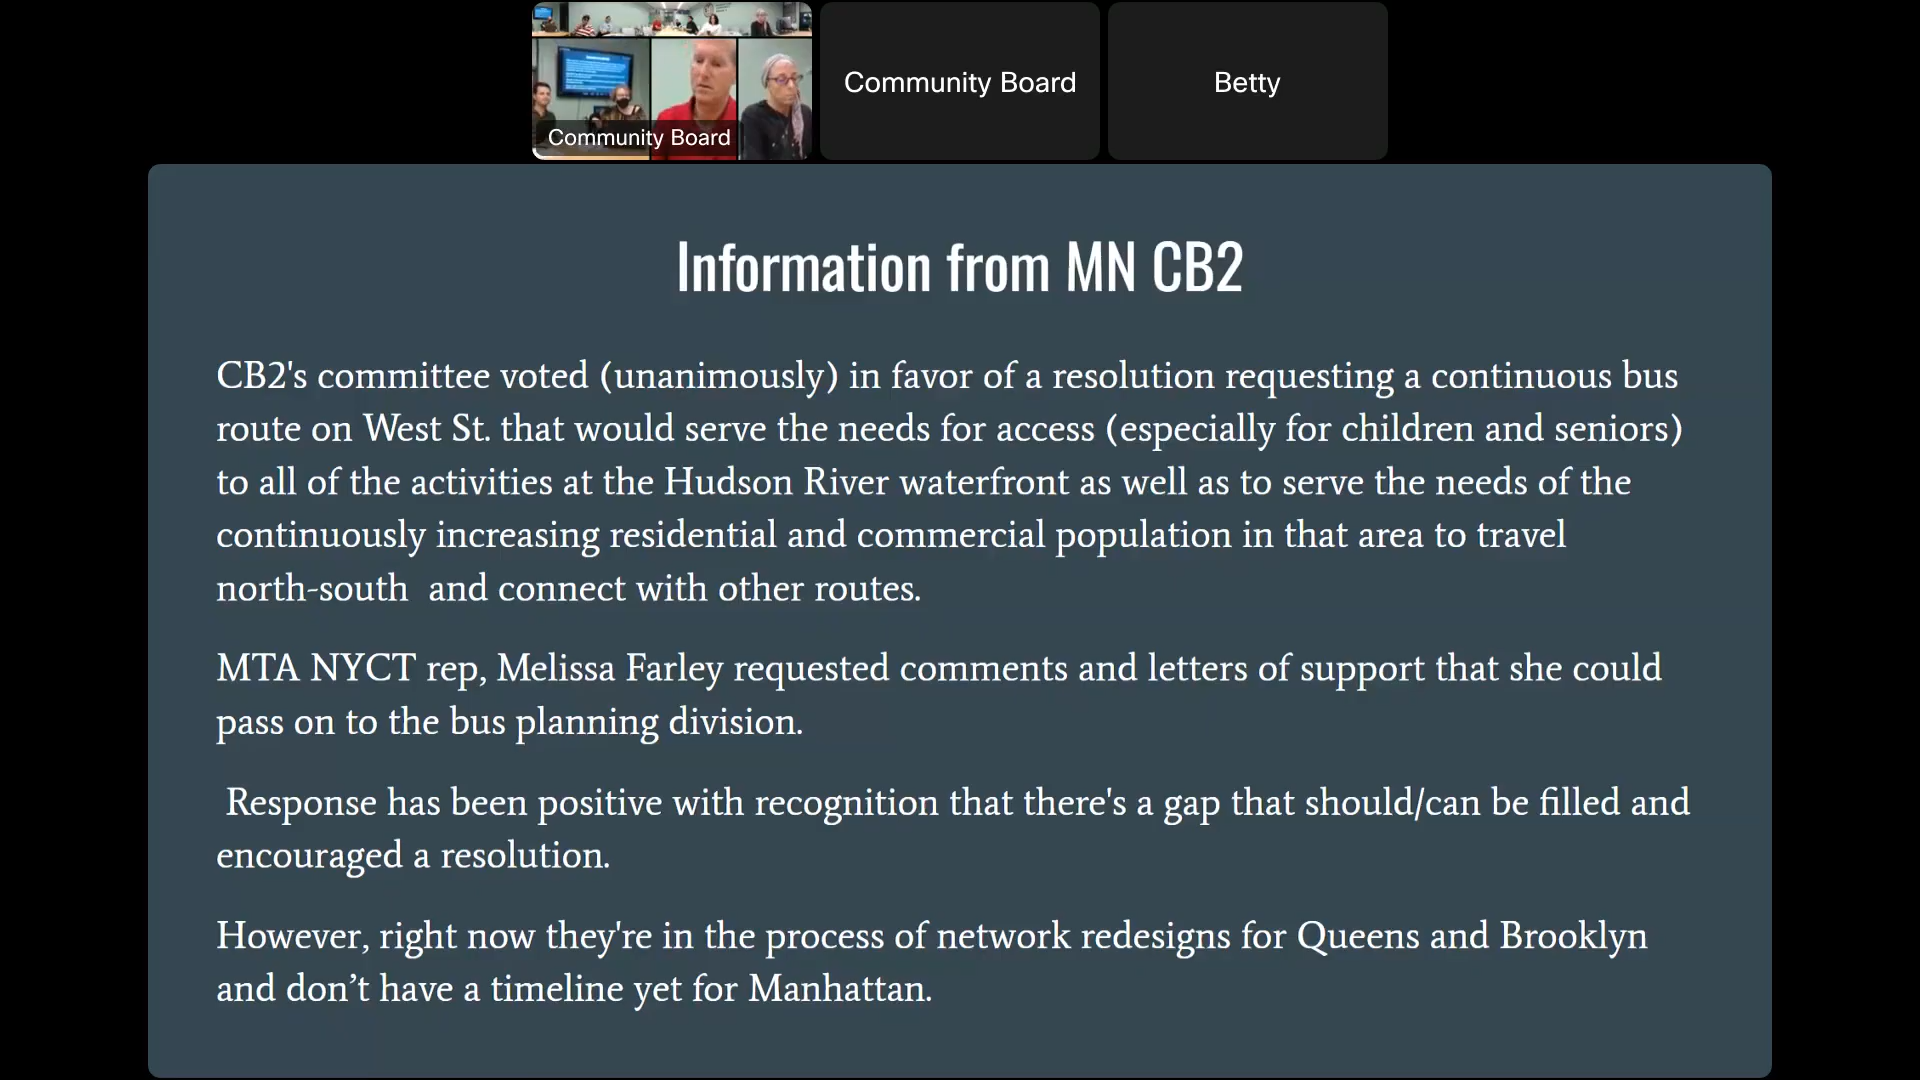 Community Board
Community Board
Betty
Information from MN CB2
CB2's committee voted (unanimously) in favor of a resolution requesting a continuous bus
route on West St. that would serve the needs for access (especially for children and seniors)
to all of the activities at the Hudson River waterfront as well as to serve the needs of the
continuously increasing residential and commercial population in that area to travel
north-south  and connect with other routes.
MTA NYCT rep, Melissa Farley requested comments and letters of support that she could
pass on to the bus planning division.
Response has been positive with recognition that there's a gap that should/can be filled and
encouraged a resolution.
However, right now they're in the process of network redesigns for Queens and Brooklyn
and don’t have a timeline yet for Manhattan.